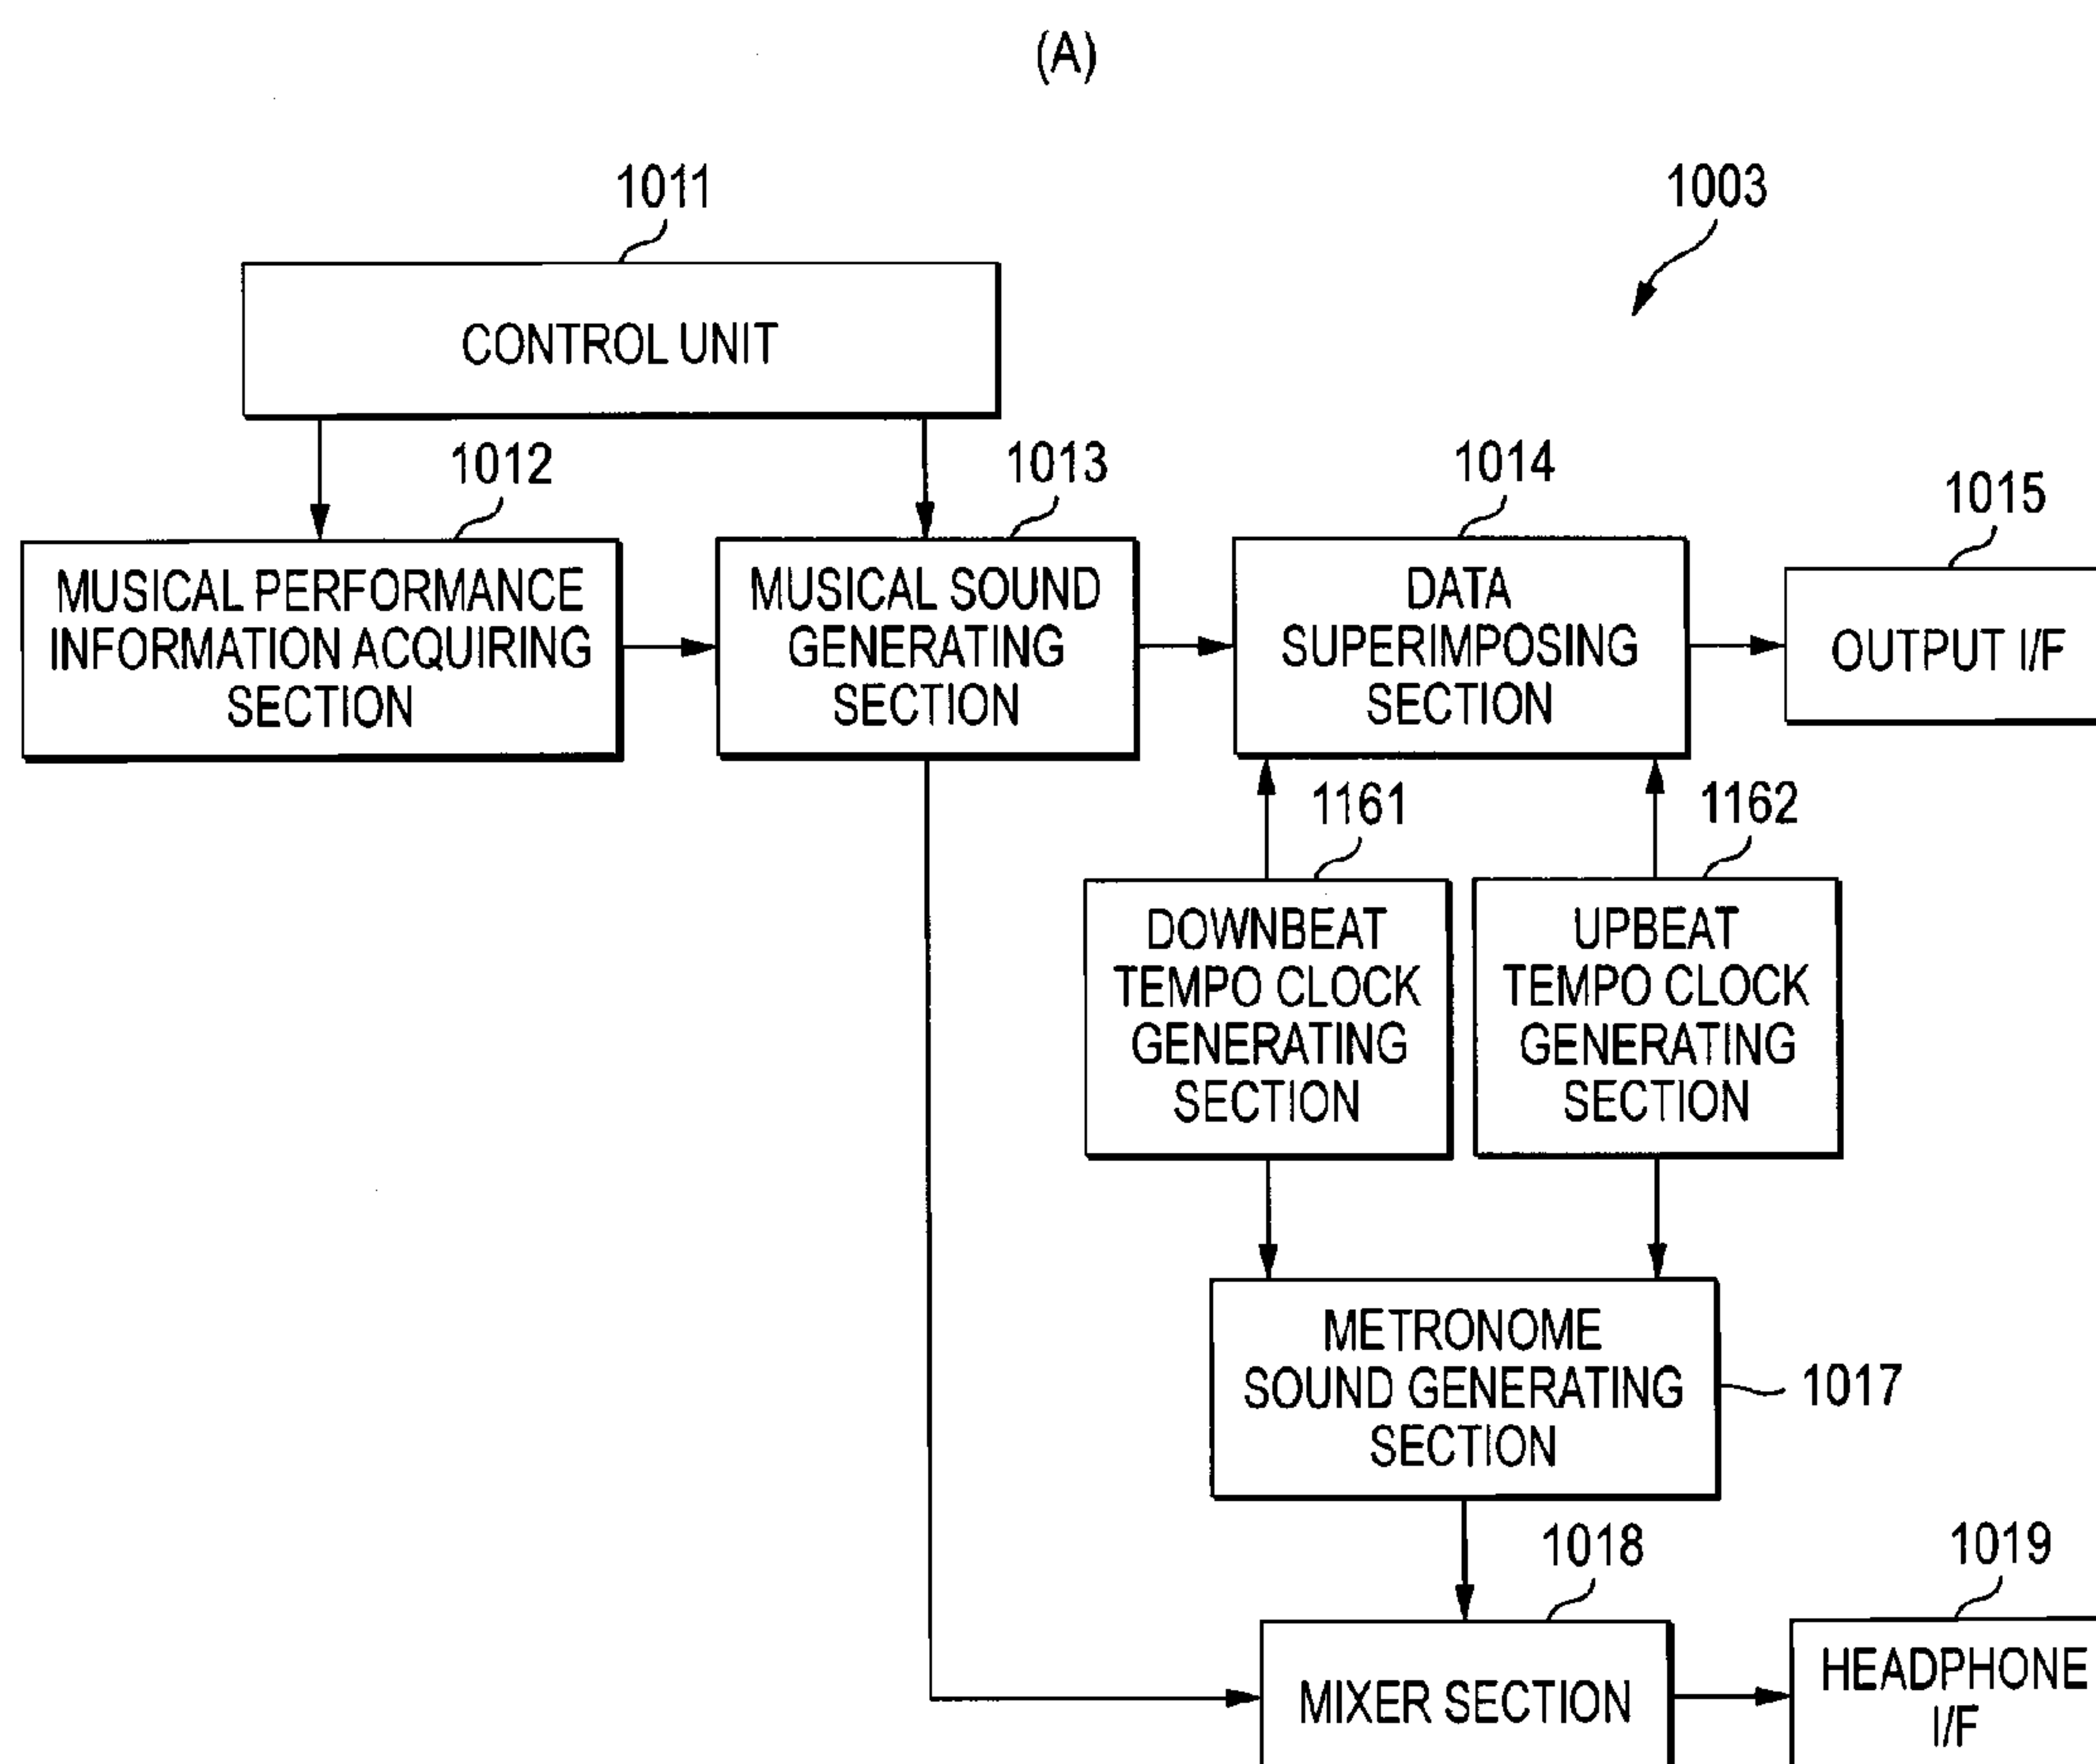 (A)
1011
1003
CONTROL UNIT
1012
1013
1014
1015
MUSICAL PERFORMANCE
INFORMATION ACQUIRING
SECTION
MUSICAL SOUND
GENERATING
SECTION
DATA
SUPERIMPOSING
SECTION
OUTPUT I/F
1161
1162
DOWNBEAT
TEMPO CLOCK
GENERATING
SECTION
UPBEAT
TEMPO CLOCK
GENERATING
SECTION
METRONOME
SOUND GENERATING
SECTION
1017
1018
1019
MIXER SECTION
HEADPHONE
I/F